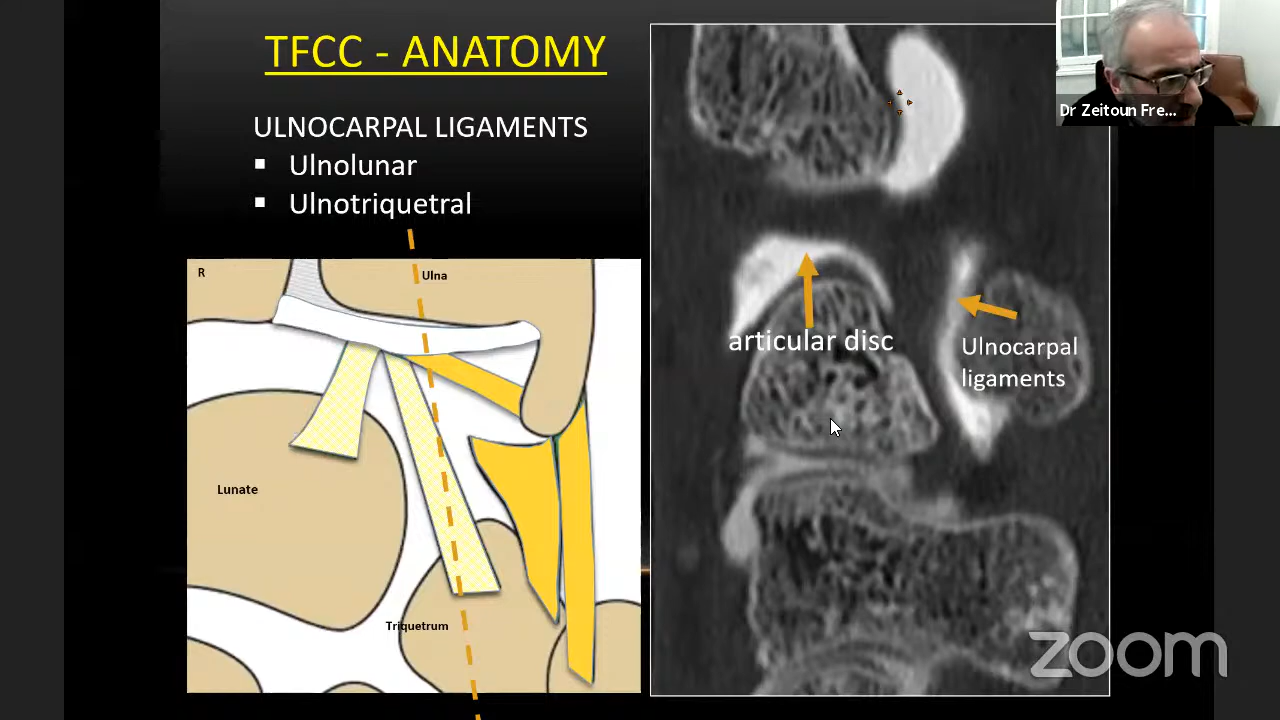 TFCC - ANATOMY
ULNOCARPAL LIGAMENTS
▪ Ulnolunar
▪ Ulnotriquetral
R
Ulna
Lunate
Triquetrum
articular disc
Ulnocarpal
ligaments
Dr Zeitoun Fre...
zoom